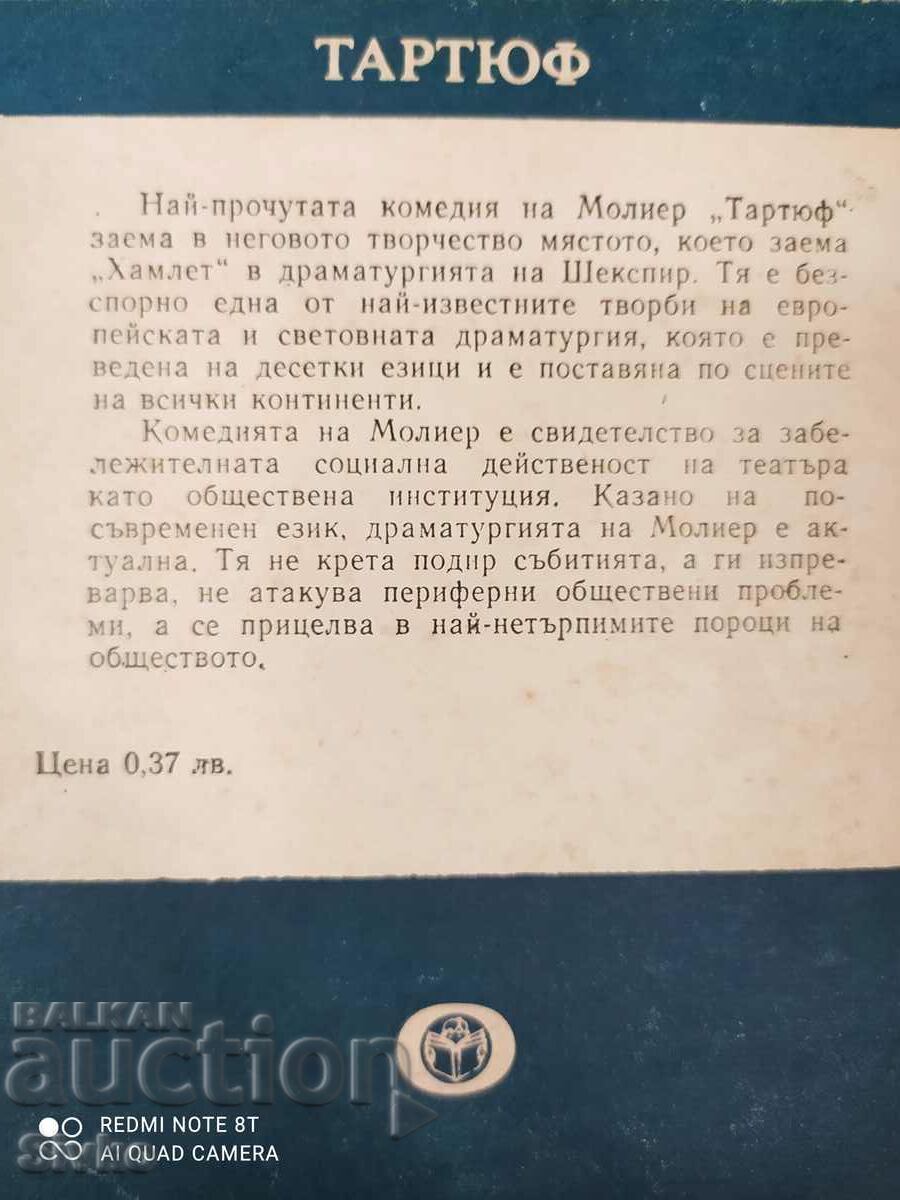 ТАРТЮФ
Най-прочутата комедия на Молиер „Тартюф“
заема в неговото творчество мястото, което заема
„Хамлет“ в драматургията на Шекспир. Тя е без-
спорно една от най-известните творби на евро-
пейската и световната драматургия, която е пре-
ведена на десетки езици и е поставяна по сцените
на всички континенти.
Комедията на Молиер е свидетелство за забе-
лежителната социална действеност на театъра
като обществена институция. Казано на по-
съвременен език, драматургията на Молиер е ак-
туална. Тя не крета подир събитията, а ги изпре-
варва, не атакува периферни обществени пробле-
ми, а се прицелва в най-нетърпимите пороци на
обществото.
Цена 0,37 лв.
BALKAN
auction
REDMI NOTE 8T
AI QUAD CAMERA